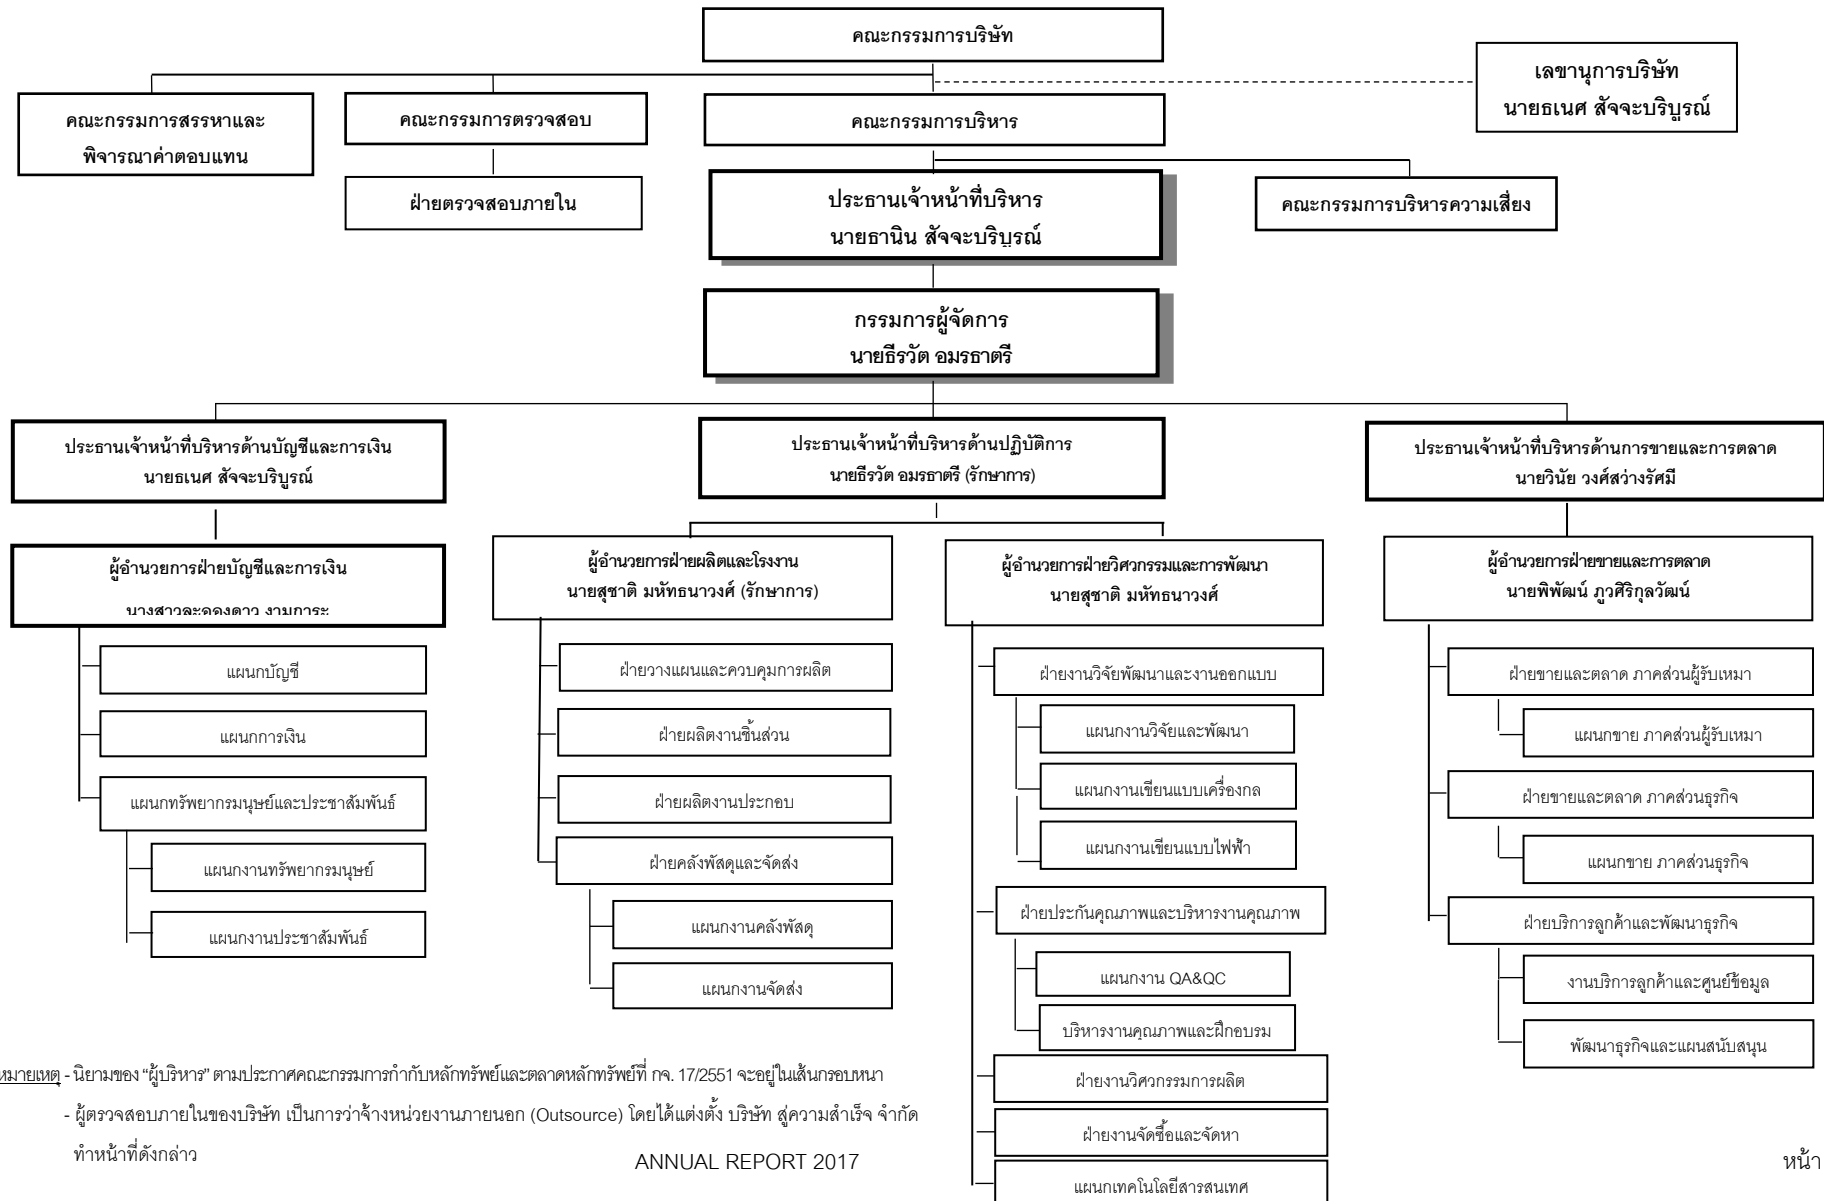 คณะกรรมการบริษัท
เลขานุการบริษัท
นายธเนศ สัจจะบริบูรณ์
คณะกรรมการสรรหาและ
พิจารณาค่าตอบแทน
คณะกรรมการตรวจสอบ
คณะกรรมการบริหาร
ฝ่ายตรวจสอบภายใน
ประธานเจ้าหน้าที่บริหาร
นายธานิน สัจจะบริบูรณ์
คณะกรรมการบริหารความเสี่ยง
กรรมการผู้จัดการ
นายธีรวัต อมรธาตรี
ประธานเจ้าหน้าที่บริหารด้านบัญชีและการเงิน
นายธเนศ สัจจะบริบูรณ์
ประธานเจ้าหน้าที่บริหารด้านปฏิบัติการ
นายธีรวัต อมรธาตรี (รักษาการ)
ประธานเจ้าหน้าที่บริหารด้านการขายและการตลาด
นายวินัย วงศ์สว่างรัศมี
ผู้อำนวยการฝ่ายบัญชีและการเงิน
นางสาวละอองดาว งามการะ
แผนกบัญชี
แผนกการเงิน
แผนกทรัพยากรมนุษย์และประชาสัมพันธ์
แผนกงานทรัพยากรมนุษย์
แผนกงานประชาสัมพันธ์
ผู้อำนวยการฝ่ายผลิตและโรงงาน
นายสุชาติ มหัทธนาวงศ์ (รักษาการ)
ฝ่ายวางแผนและควบคุมการผลิต
ฝ่ายผลิตงานชิ้นส่วน
ฝ่ายผลิตงานประกอบ
ฝ่ายคลังพัสดุและจัดส่ง
แผนกงานคลังพัสดุ
แผนกงานจัดส่ง
ผู้อำนวยการฝ่ายวิศวกรรมและการพัฒนา
นายสุชาติ มหัทธนาวงศ์
ฝ่ายงานวิจัยพัฒนาและงานออกแบบ
แผนกงานวิจัยและพัฒนา
แผนกงานเขียนแบบเครื่องกล
แผนกงานเขียนแบบไฟฟ้า
ฝ่ายประกันคุณภาพและบริหารงานคุณภาพ
แผนกงาน QA&QC
บริหารงานคุณภาพและฝึกอบรม
ฝ่ายงานวิศวกรรมการผลิต
ฝ่ายงานจัดซื้อและจัดหา
แผนกเทคโนโลยีสารสนเทศ
ผู้อำนวยการฝ่ายขายและการตลาด
นายพิพัฒน์ ภูวศิริกุลวัฒน์
ฝ่ายขายและตลาด ภาคส่วนผู้รับเหมา
แผนกขาย ภาคส่วนผู้รับเหมา
ฝ่ายขายและตลาด ภาคส่วนธุรกิจ
แผนกขาย ภาคส่วนธุรกิจ
ฝ่ายบริการลูกค้าและพัฒนาธุรกิจ
งานบริการลูกค้าและศูนย์ข้อมูล
พัฒนาธุรกิจและแผนสนับสนุน
หมายเหตุ - นิยามของ “ผู้บริหาร” ตามประกาศคณะกรรมการกำกับหลักทรัพย์และตลาดหลักทรัพย์ที่ กจ. 17/2551 จะอยู่ในเส้นกรอบหนา
- ผู้ตรวจสอบภายในของบริษัท เป็นการว่าจ้างหน่วยงานภายนอก (Outsource) โดยได้แต่งตั้ง บริษัท สู่ความสำเร็จ จำกัด
ทำหน้าที่ดังกล่าว
ANNUAL REPORT 2017
หน้า